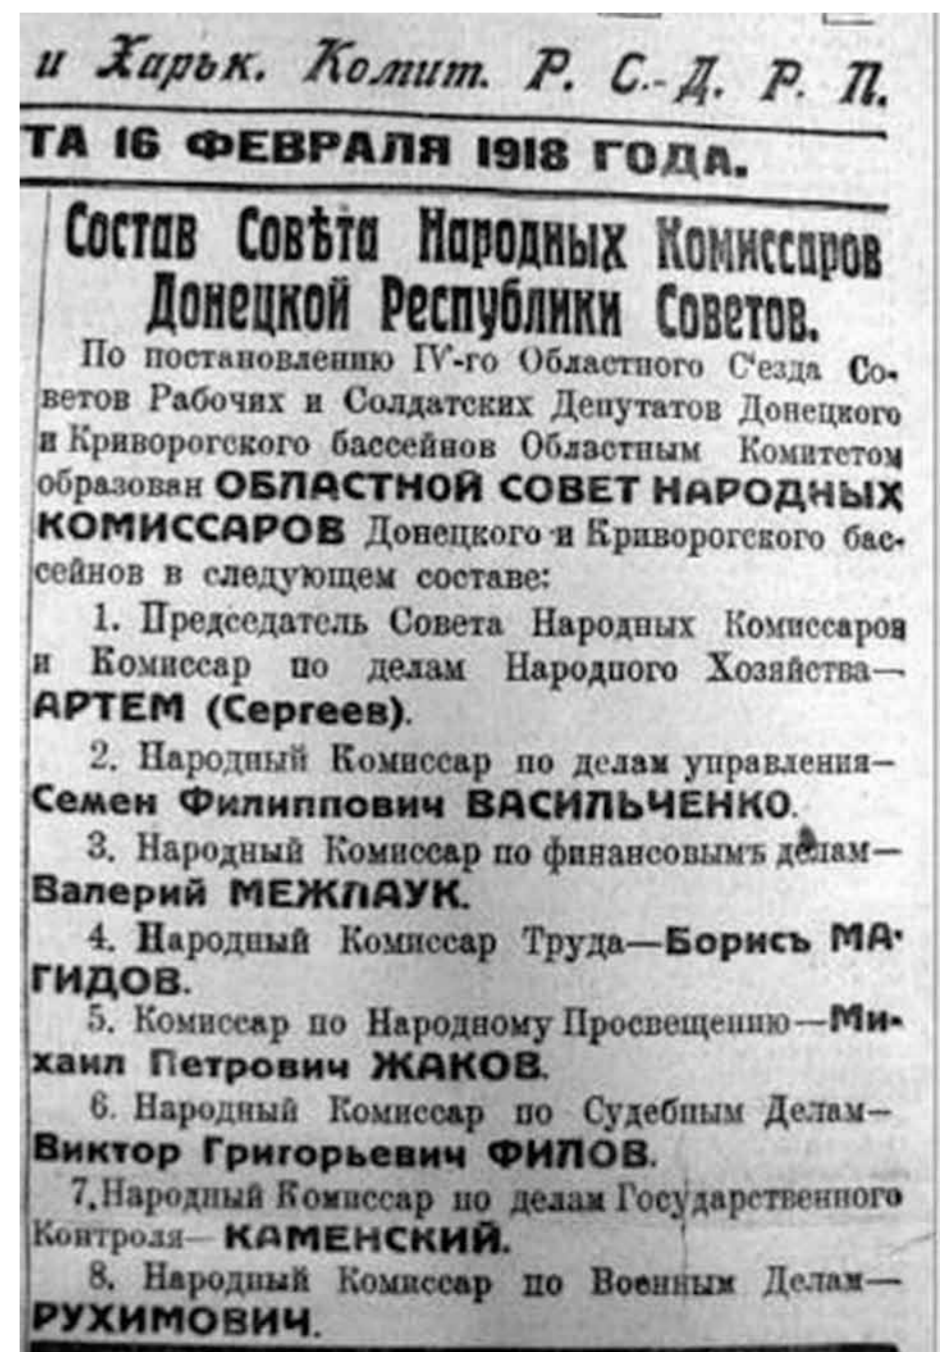 и Харьк. Комит. Р. С.-Д. Р. П.
ТА 16 ФЕВРАЛЯ 1918 ГОДА.
Состав Совѣта Народных Комиссаров
Донецкой Республики Советов.
По постановлению IV-го Областного С'езда Со-
ветов Рабочих и Солдатских Депутатов Донецкого
и Криворогского бассейнов Областным Комитетом
образован ОБЛАСТНОЙ СОВЕТ НАРОДНЫХ
КОМИССАРОВ Донецкого и Криворогского бас-
сейнов в следующем составе:
1. Председатель Совета Народных Комиссаров
и Комиссар по делам Народного Хозяйства—
АРТЕМ (Сергеев).
2. Народный Комиссар по делам управления—
Семен Филиппович ВАСИЛЬЧЕНКО.
3. Народный Комиссар по финансовымъ делам—
Валерий МЕЖЛАУК.
4. Народный Комиссар Труда—Борисъ МА-
ГИДОВ.
5. Комиссар по Народному Просвещению—Ми-
хаил Петрович ЖАКОВ.
6. Народный Комиссар по Судебным Делам—
Виктор Григорьевич ФИЛОВ.
7. Народный Комиссар по делам Государственного
Контроля—КАМЕНСКИЙ.
8. Народный Комиссар по Военным Делам—
РУХИМОВИЧ.